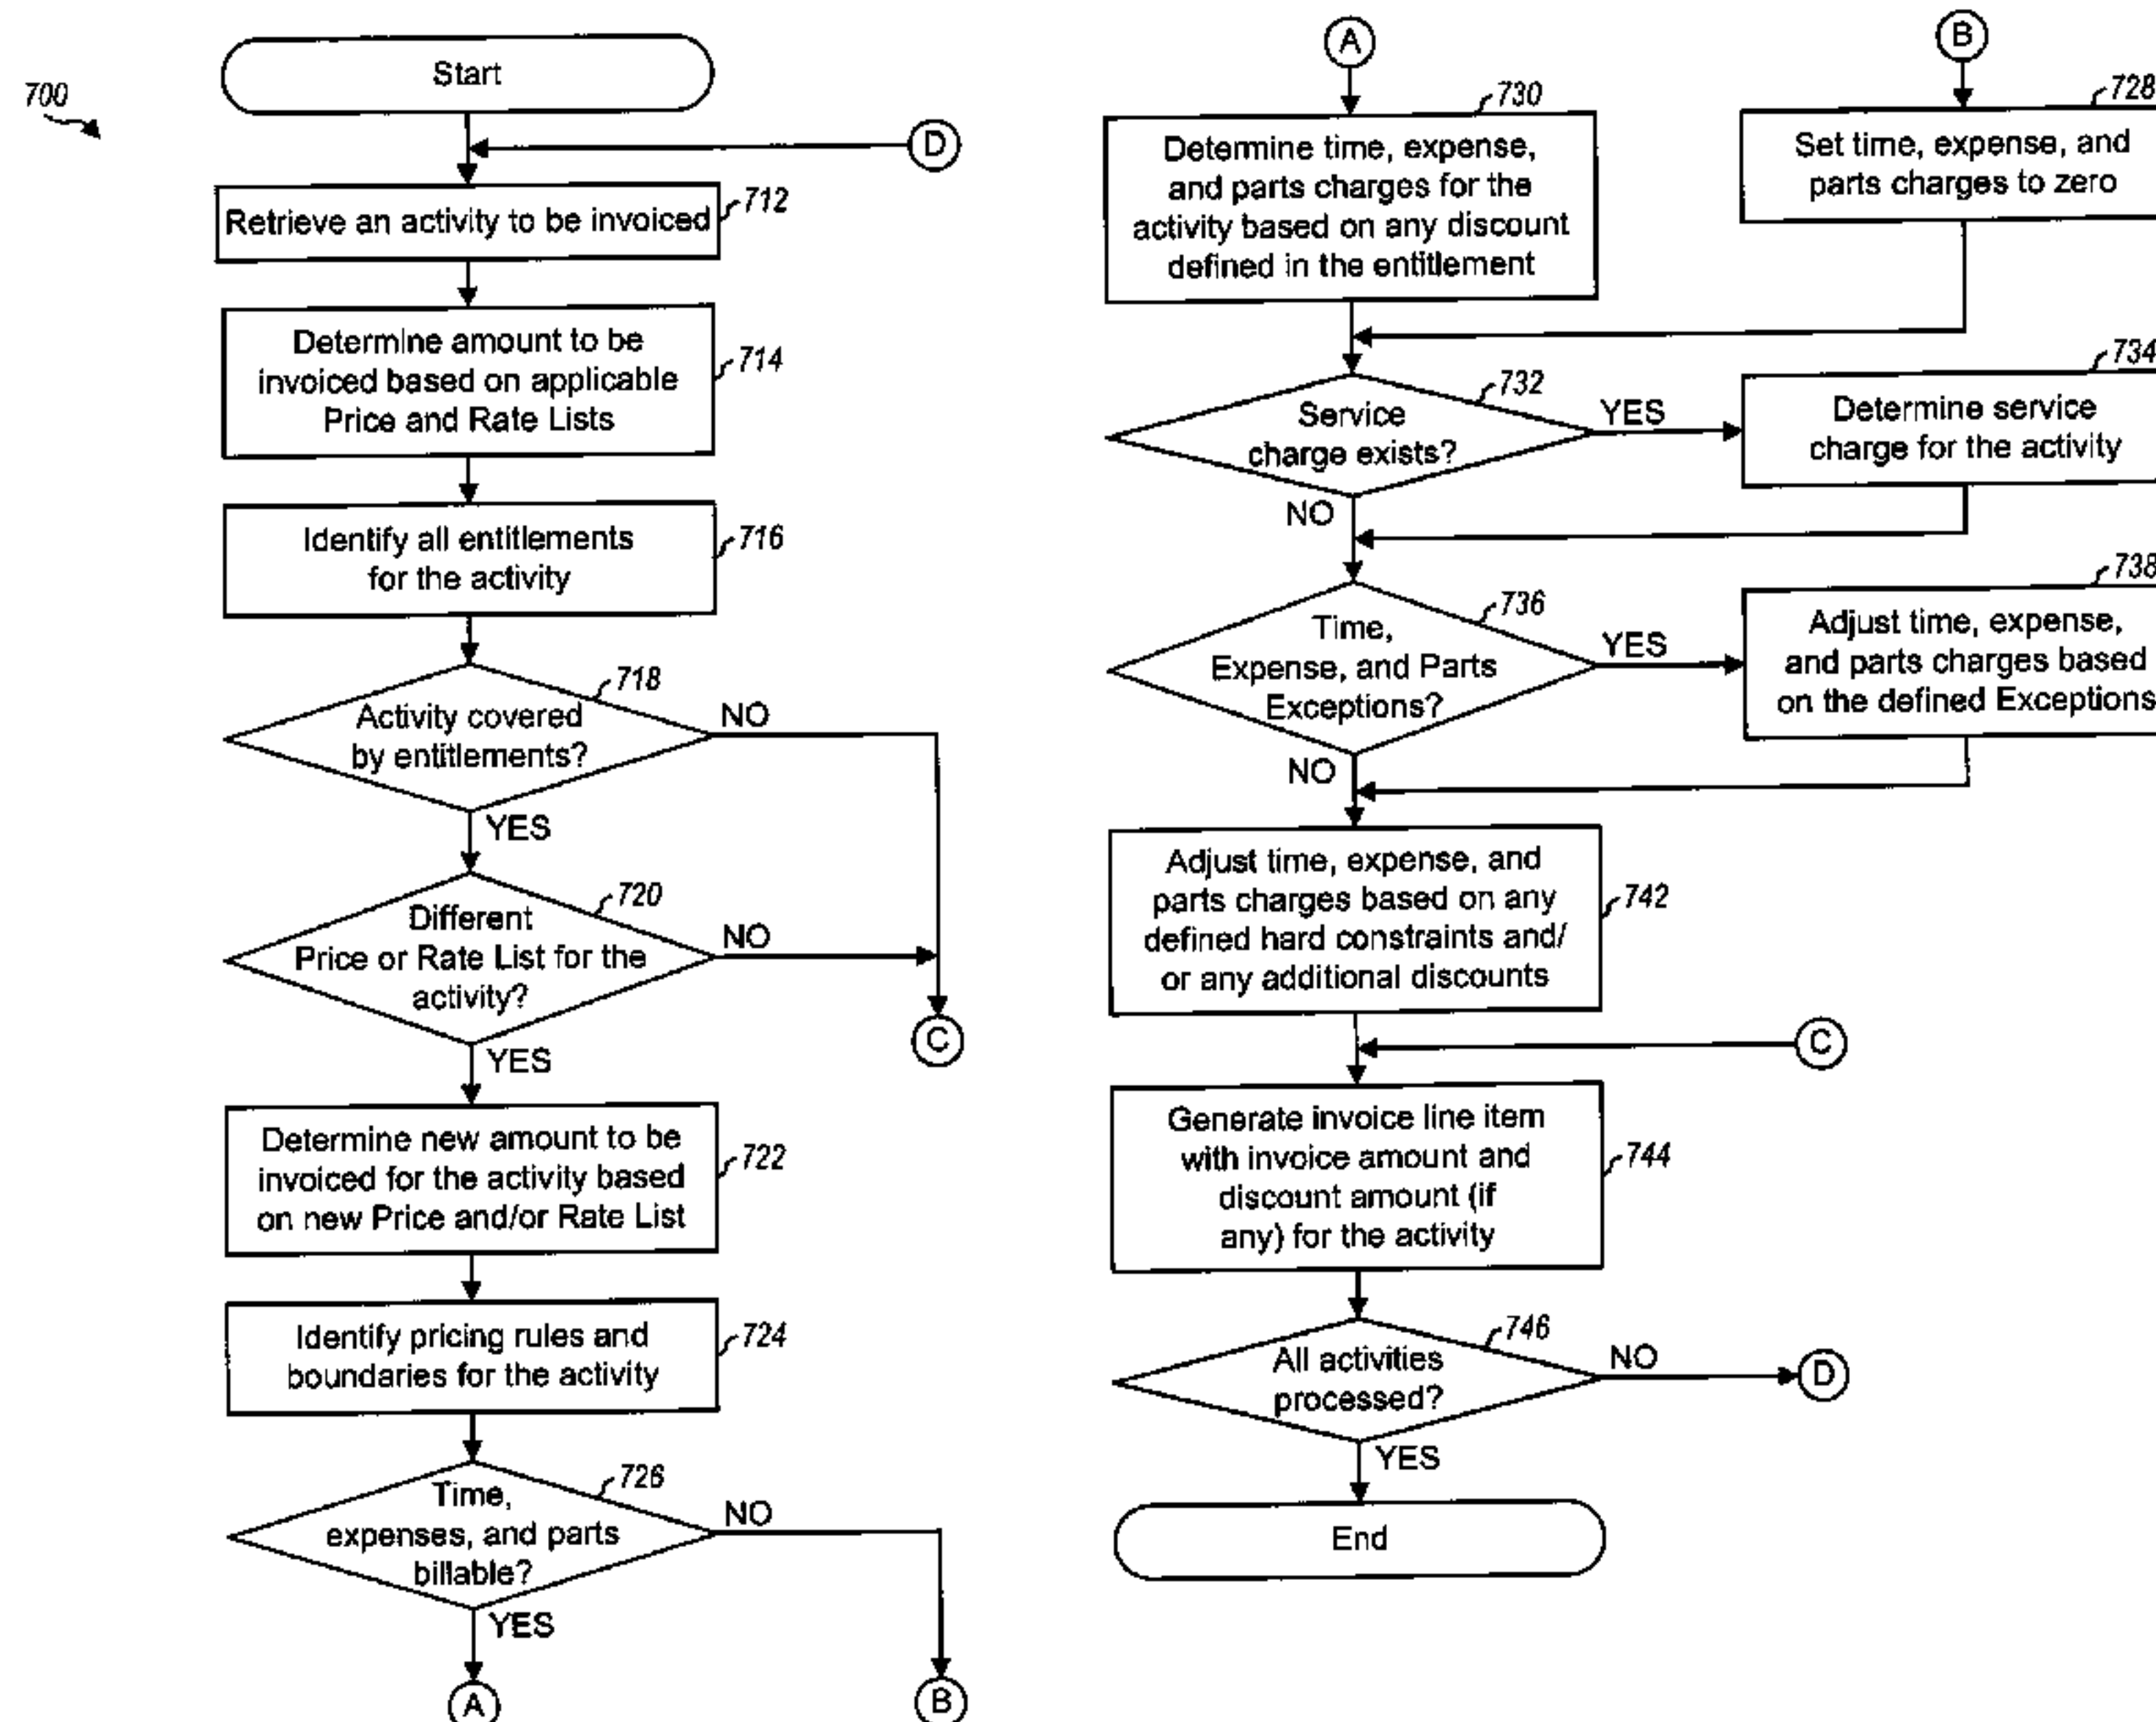 700
Start
D
Retrieve an activity to be invoiced
712
Determine amount to be
invoiced based on applicable
Price and Rate Lists
714
Identify all entitlements
for the activity
716
Activity covered
by entitlements?
718
NO
YES
Different
Price or Rate List for the
activity?
720
NO
C
YES
Determine new amount to be
invoiced for the activity based
on new Price and/or Rate List
722
Identify pricing rules and
boundaries for the activity
724
Time,
expenses, and parts
billable?
726
NO
YES
A
B
A
730
Determine time, expense,
and parts charges for the
activity based on any discount
defined in the entitlement
B
728
Set time, expense, and
parts charges to zero
732
Service
charge exists?
YES
NO
734
Determine service
charge for the activity
736
Time,
Expense, and Parts
Exceptions?
YES
NO
738
Adjust time, expense,
and parts charges based
on the defined Exceptions
Adjust time, expense, and
parts charges based on any
defined hard constraints and/
or any additional discounts
742
C
Generate invoice line item
with invoice amount and
discount amount (if
any) for the activity
744
746
All activities
processed?
NO
D
YES
End